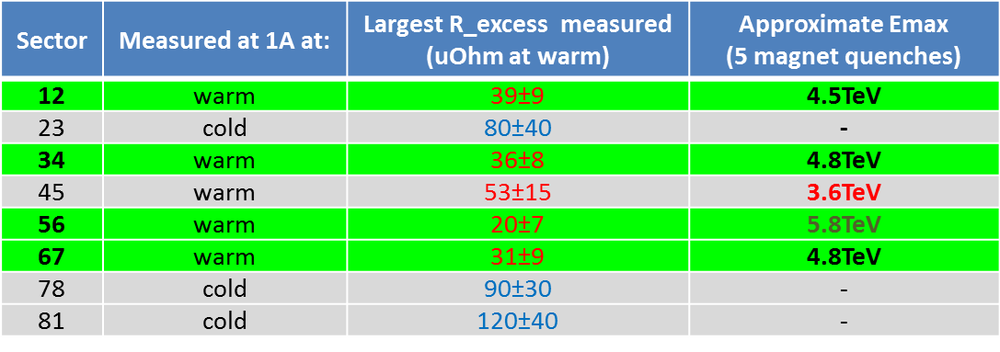 Sector Measured at 1A at: Largest R_excess measured (uOhm at warm) Approximate Emax (5 magnet quenches)
12 warm 39±9 4.5TeV
23 cold 80±40 -
34 warm 36±8 4.8TeV
45 warm 53±15 3.6TeV
56 warm 20±7 5.8TeV
67 warm 31±9 4.8TeV
78 cold 90±30 -
81 cold 120±40 -